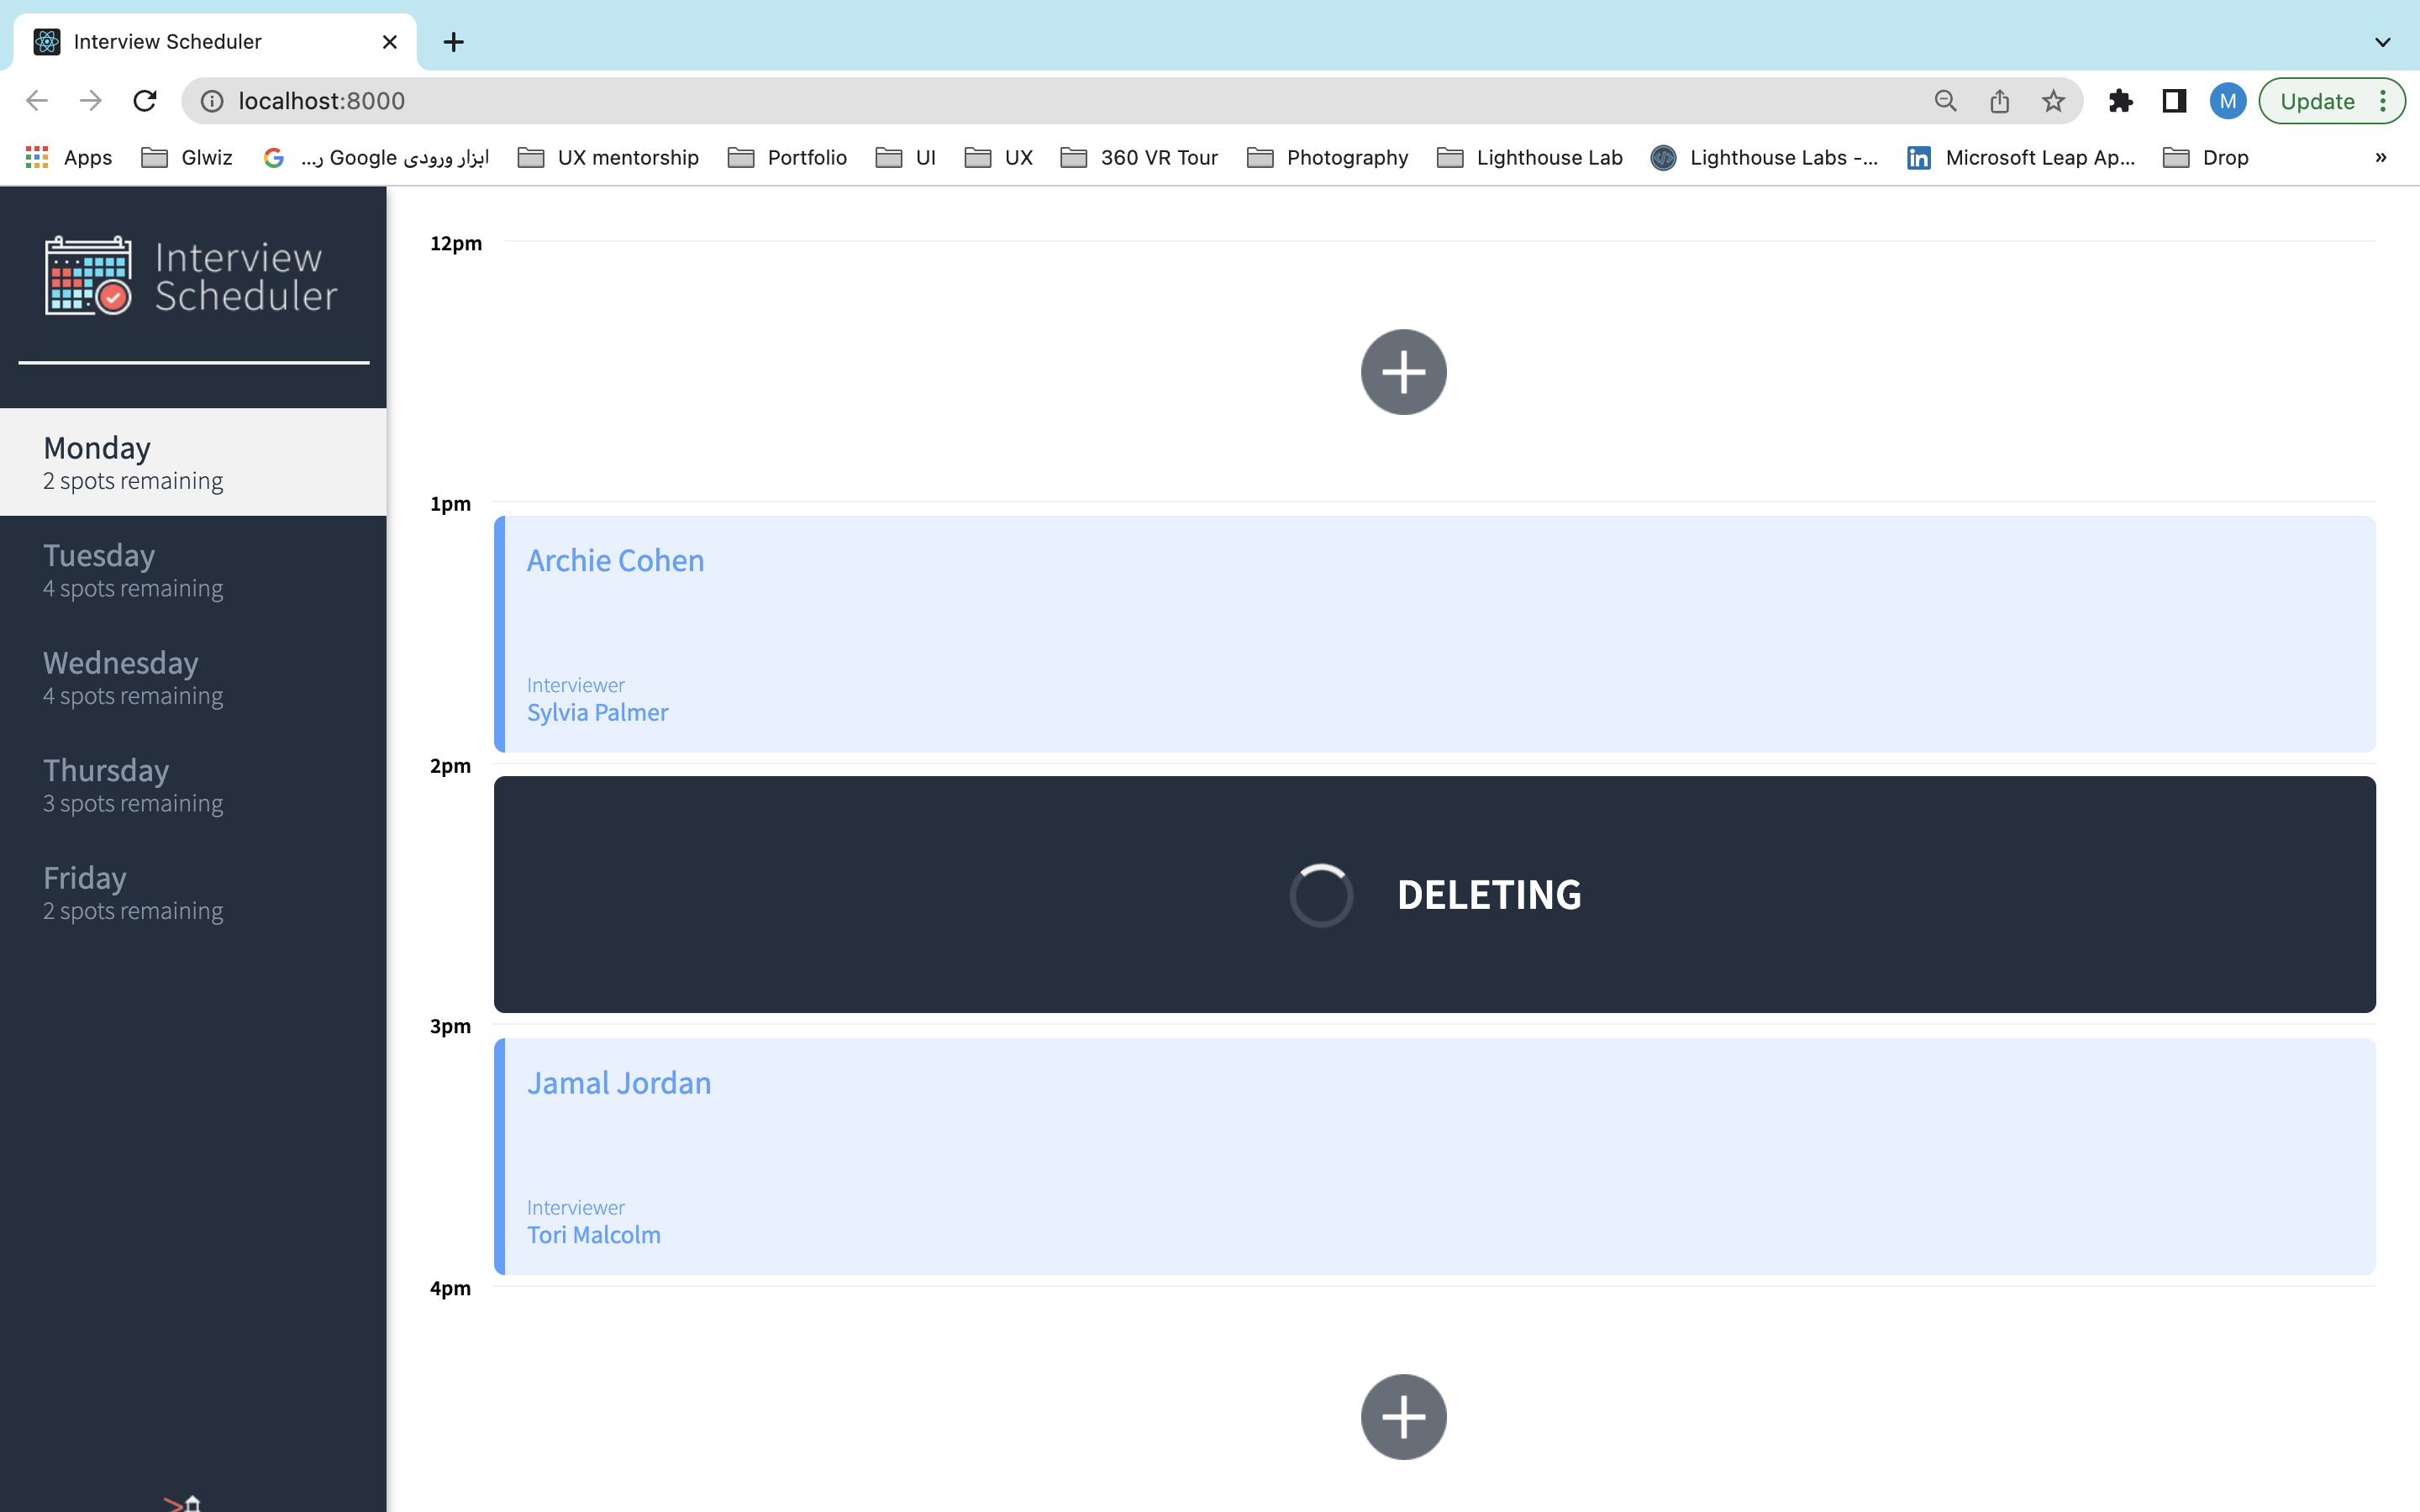 Interview Scheduler
localhost:8000
M
Update
Apps
Glwiz
ابزار ورودی Google ر...
UX mentorship
Portfolio
UI
UX
360 VR Tour
Photography
Lighthouse Lab
Lighthouse Labs -...
Microsoft Leap Ap...
Drop
»
Interview
Scheduler
Monday
2 spots remaining
Tuesday
4 spots remaining
Wednesday
4 spots remaining
Thursday
3 spots remaining
Friday
2 spots remaining
12pm
1pm
Archie Cohen
Interviewer
Sylvia Palmer
2pm
DELETING
3pm
Jamal Jordan
Interviewer
Tori Malcolm
4pm